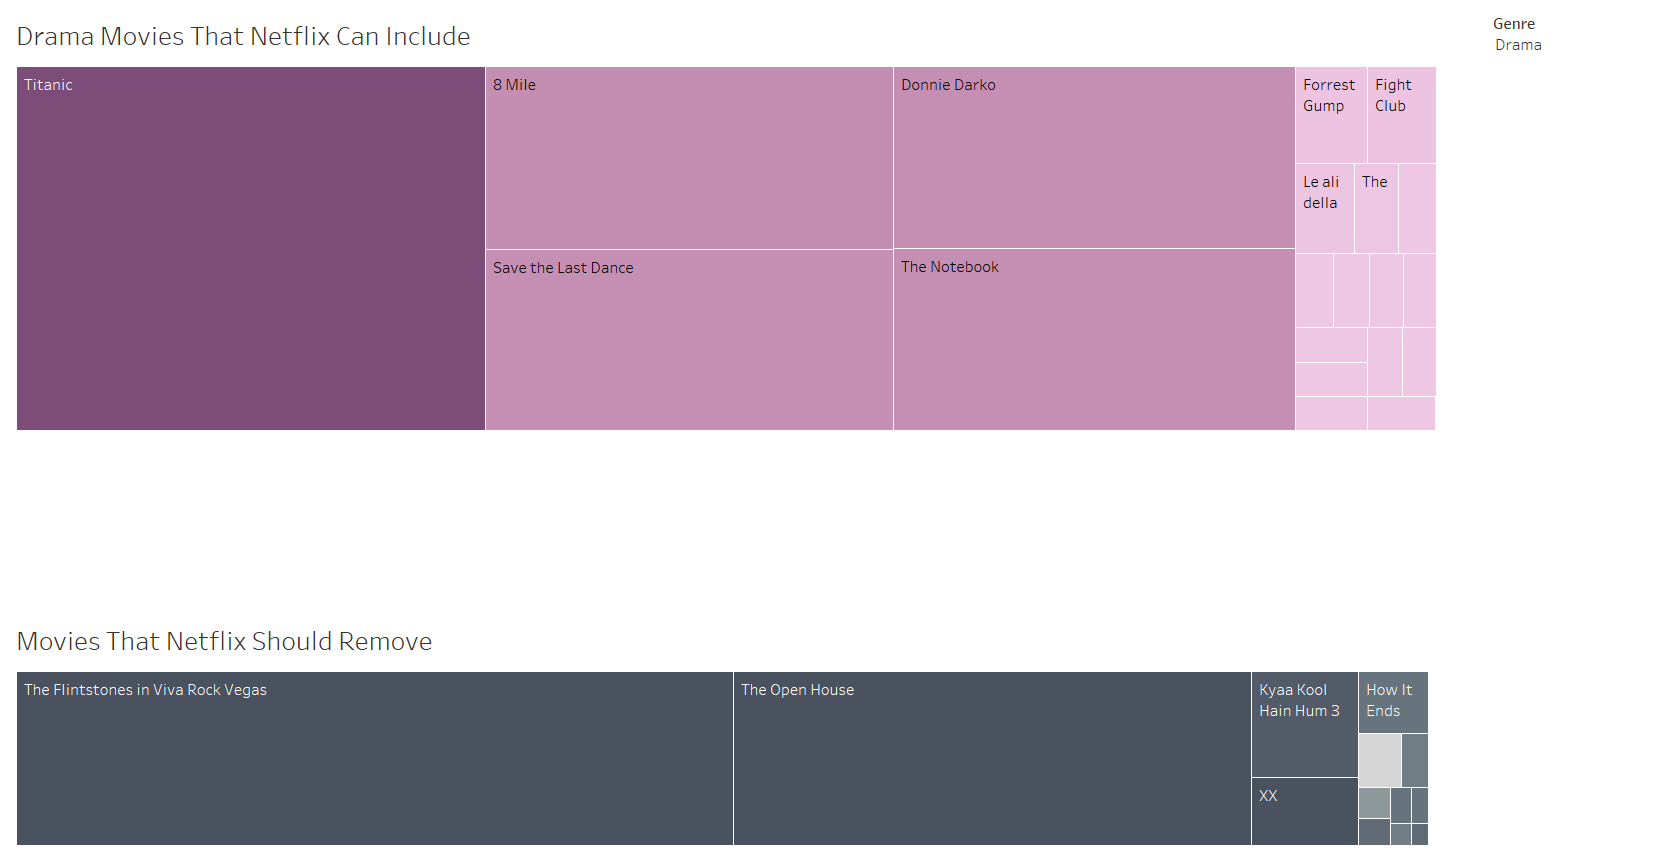 Drama Movies That Netflix Can Include
Genre
Drama
Titanic
8 Mile
Donnie Darko
Forrest
Gump
Fight
Club
Le ali
della
The
Save the Last Dance
The Notebook
Movies That Netflix Should Remove
The Flintstones in Viva Rock Vegas
The Open House
Kyaa Kool
Hain Hum 3
How It
Ends
XX